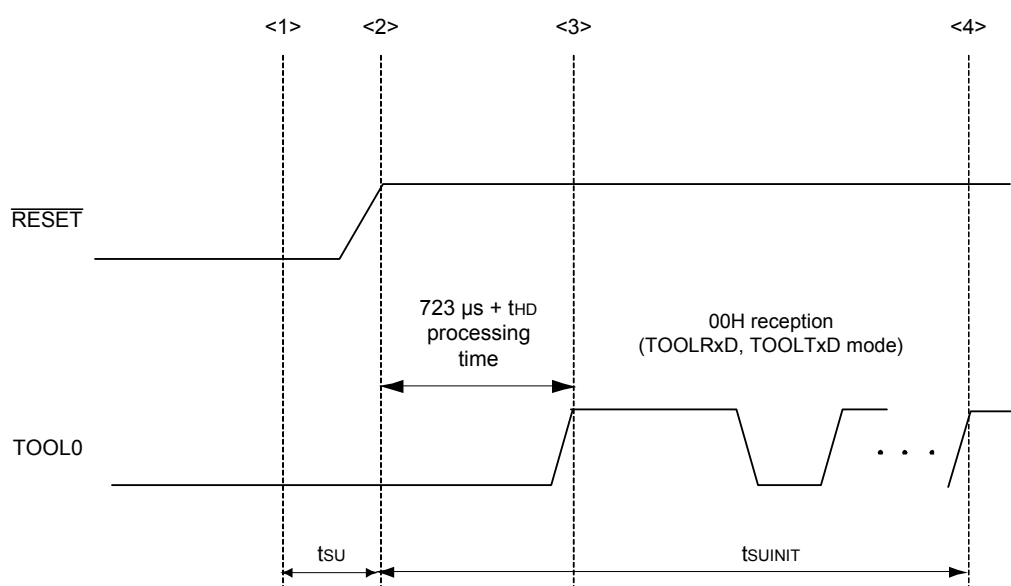 <1> <2> <3> <4>
RESET
723 µs + tHD
processing
time
00H reception
(TOOLRxD, TOOLTxD mode)
TOOL0
. . .
tSU tSUINIT